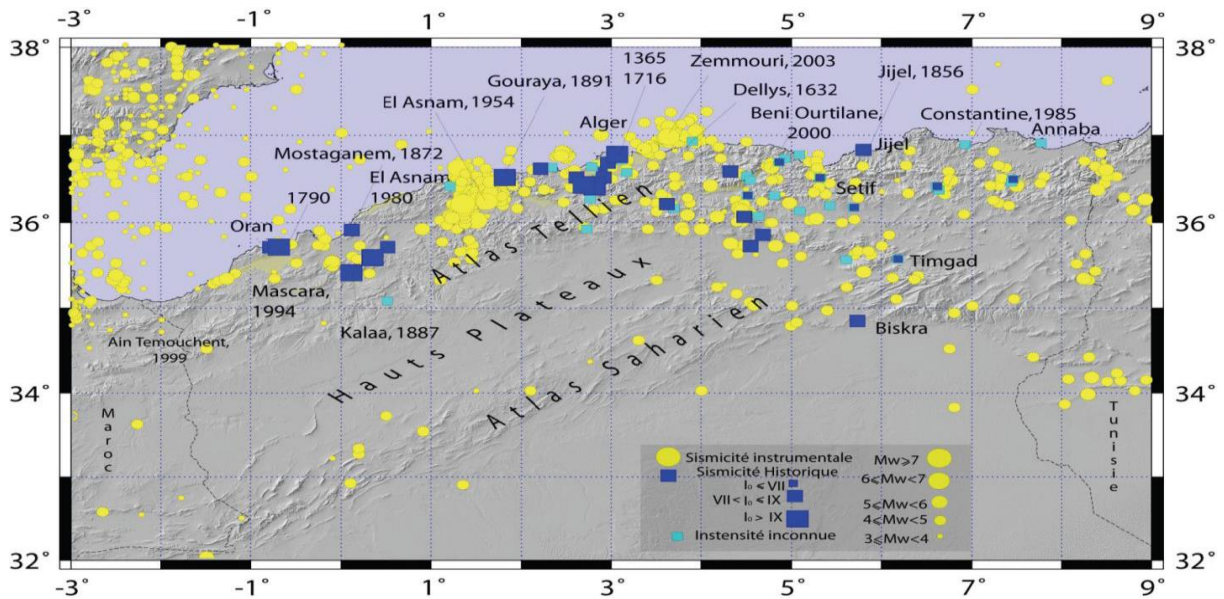 -3° -1° 1° 3° 5° 7° 9°
38° 38°
1365
1716
Zemmouri, 2003
Jijel, 1856
Gouraya, 1891
El Asnam, 1954
Dellys, 1632
Alger
Beni Ourtilane,
2000
Constantine, 1985
Annaba
Mostaganem, 1872
Jijel
El Asnam
1980
1790
Setif
36° 36°
Oran
Atlas Tellien
Timgad
Mascara,
1994
Kalaa, 1887
Biskra
Ain Temouchent,
1999
Hauts Plateaux
Atlas Saharien
34° 34°
Maroc
Tunisie
Sismicité instrumentale
Sismicité Historique
I₀ ⩽ VII
VII < I₀ ⩽ IX
I₀ > IX
Instensité inconnue
Mw⩾7
6⩽Mw<7
5⩽Mw<6
4⩽Mw<5
3⩽Mw<4
32° 32°
-3° -1° 1° 3° 5° 7° 9°